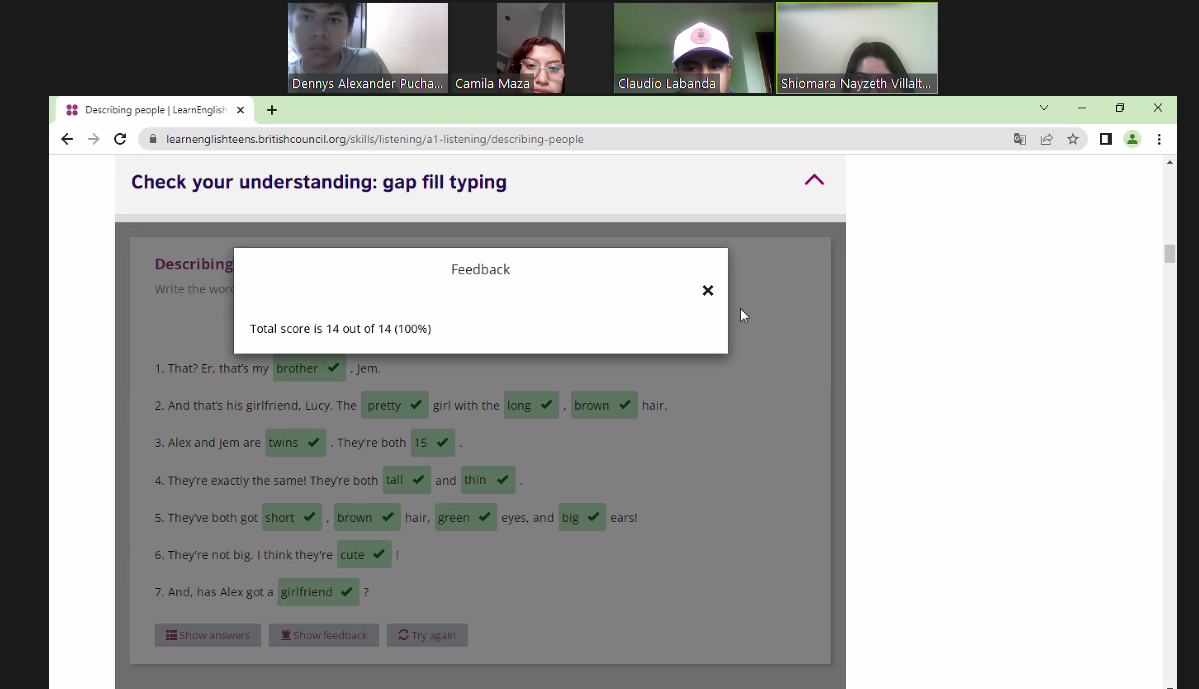 Dennys Alexander Pucha...
Camila Maza
Claudio Labanda
Shiomara Nayzeth Villalt...
Describing people | LearnEnglish
learnenglishteens.britishcouncil.org/skills/listening/a1-listening/describing-people
Check your understanding: gap fill typing
Describing
Write the word
Feedback
Total score is 14 out of 14 (100%)
1. That? Er, that's my brother , Jem.
2. And that's his girlfriend, Lucy. The pretty girl with the long , brown hair.
3. Alex and Jem are twins . They're both 15 .
4. They're exactly the same! They're both tall and thin .
5. They've both got short , brown hair, green eyes, and big ears!
6. They're not big. I think they're cute !
7. And, has Alex got a girlfriend ?
Show answers Show feedback Try again